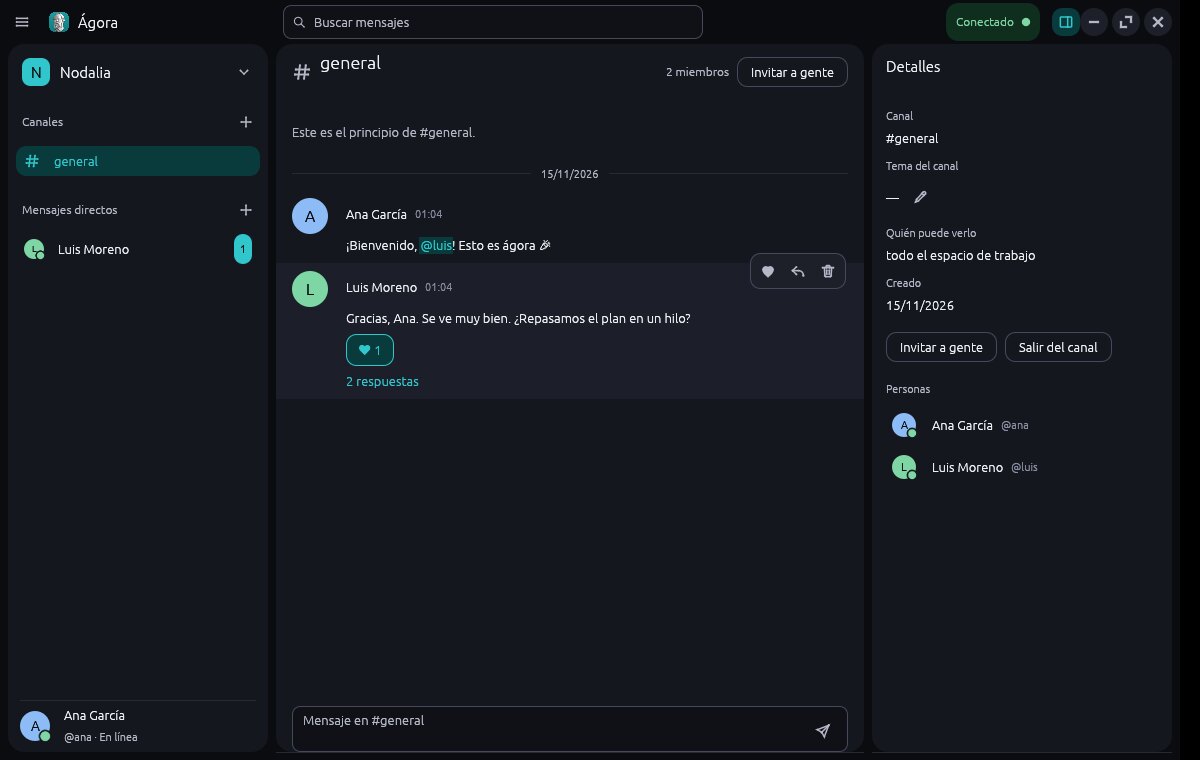 Ágora
Buscar mensajes
Conectado
N Nodalia
Canales
# general
Mensajes directos
L Luis Moreno 1
A Ana García
@ana · En línea
# general
2 miembros Invitar a gente
Este es el principio de #general.
15/11/2026
A Ana García 01:04
¡Bienvenido, @luis! Esto es ágora 🎉
L Luis Moreno 01:04
Gracias, Ana. Se ve muy bien. ¿Repasamos el plan en un hilo?
♥ 1
2 respuestas
Mensaje en #general
Detalles
Canal
#general
Tema del canal
—
Quién puede verlo
todo el espacio de trabajo
Creado
15/11/2026
Invitar a gente Salir del canal
Personas
A Ana García @ana
L Luis Moreno @luis